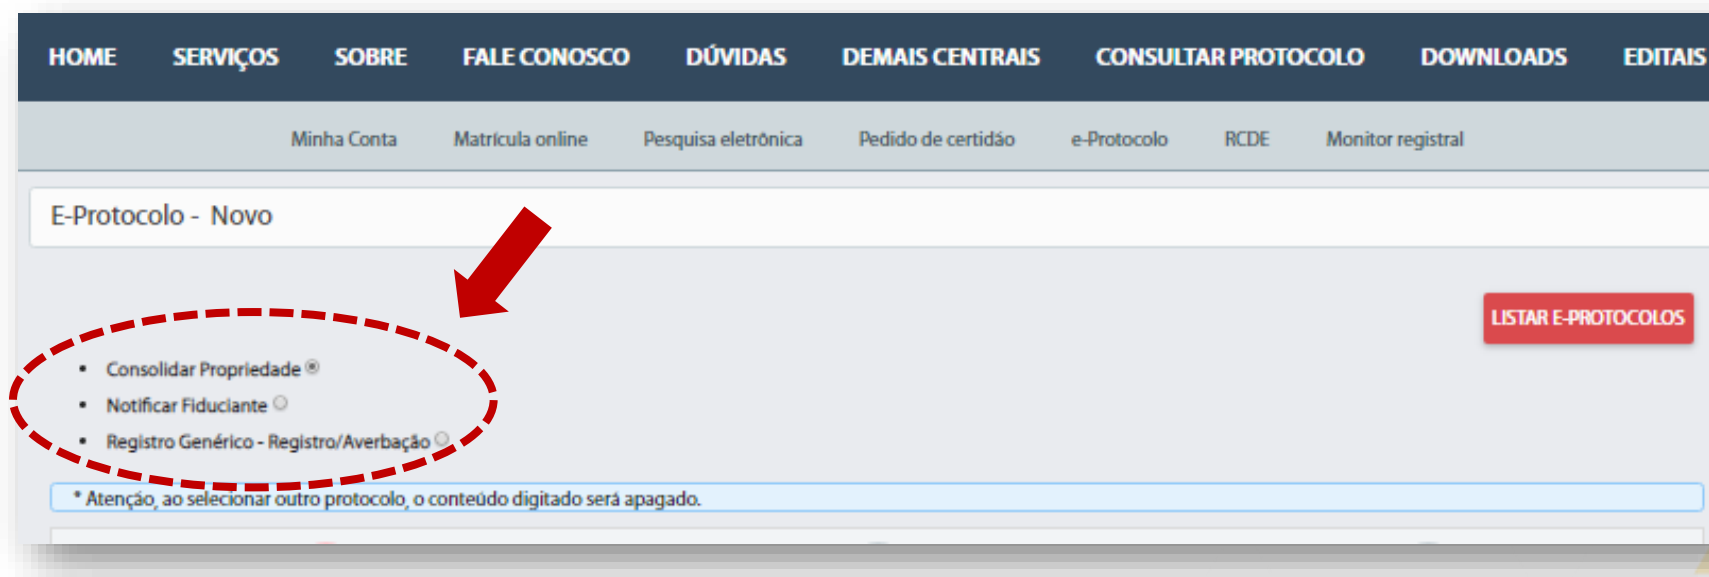 HOME SERVIÇOS SOBRE FALE CONOSCO DÚVIDAS DEMAIS CENTRAIS CONSULTAR PROTOCOLO DOWNLOADS EDITAIS
Minha Conta Matrícula online Pesquisa eletrônica Pedido de certidão e-Protocolo RCDE Monitor registral
E-Protocolo - Novo
LISTAR E-PROTOCOLOS
• Consolidar Propriedade
• Notificar Fiduciante
• Registro Genérico - Registro/Averbação
* Atenção, ao selecionar outro protocolo, o conteúdo digitado será apagado.